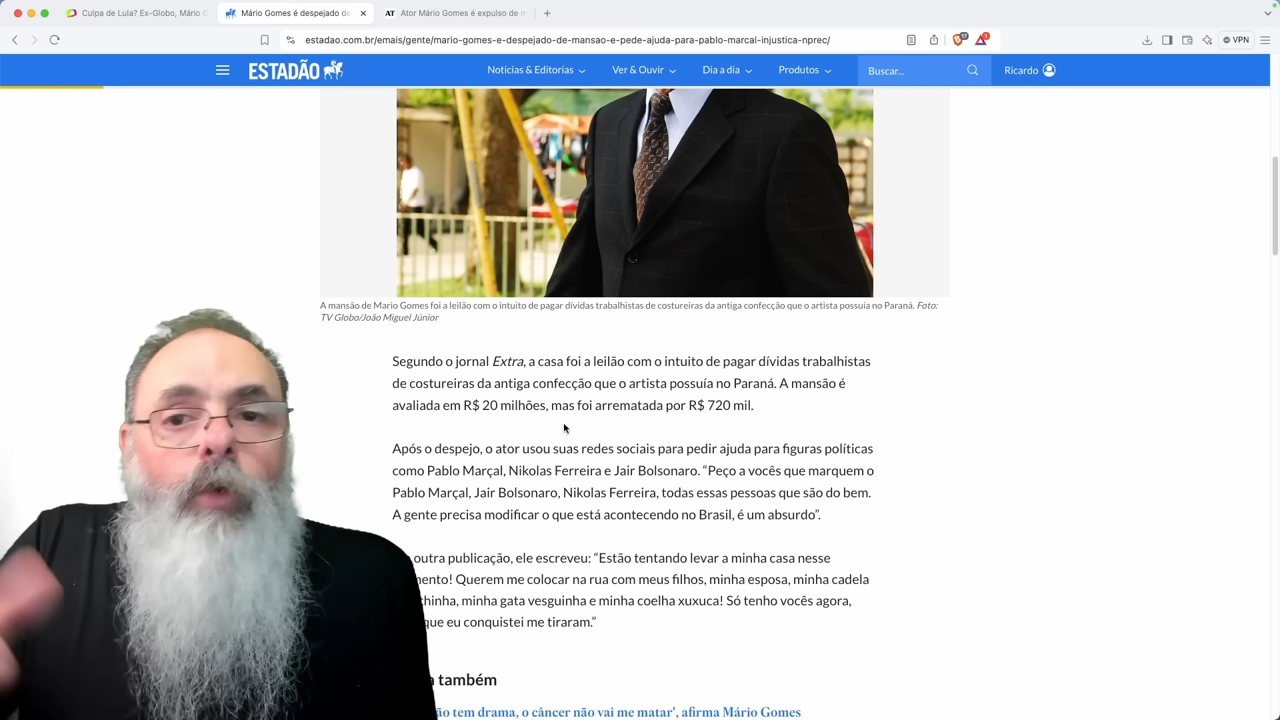 Culpa de Lula? Ex-Globo, Mário G
Mário Gomes é despejado de
AT Ator Mário Gomes é expulso de m
estadao.com.br/emais/gente/mario-gomes-e-despejado-de-mansao-e-pede-ajuda-para-pablo-marcal-injustica-nprec/
VPN
ESTADÃO
Notícias & Editorias
Ver & Ouvir
Dia a dia
Produtos
Buscar...
Ricardo
A mansão de Mario Gomes foi a leilão com o intuito de pagar dívidas trabalhistas de costureiras da antiga confecção que o artista possuía no Paraná. Foto:
TV Globo/João Miguel Júnior
Segundo o jornal Extra, a casa foi a leilão com o intuito de pagar dívidas trabalhistas
de costureiras da antiga confecção que o artista possuía no Paraná. A mansão é
avaliada em R$ 20 milhões, mas foi arrematada por R$ 720 mil.
Após o despejo, o ator usou suas redes sociais para pedir ajuda para figuras políticas
como Pablo Marçal, Nikolas Ferreira e Jair Bolsonaro. “Peço a vocês que marquem o
Pablo Marçal, Jair Bolsonaro, Nikolas Ferreira, todas essas pessoas que são do bem.
A gente precisa modificar o que está acontecendo no Brasil, é um absurdo”.
outra publicação, ele escreveu: “Estão tentando levar a minha casa nesse
mento! Querem me colocar na rua com meus filhos, minha esposa, minha cadela
chinha, minha gata vesguinha e minha coelha xuxuca! Só tenho vocês agora,
que eu conquistei me tiraram.”
também
ão tem drama, o câncer não vai me matar', afirma Mário Gomes